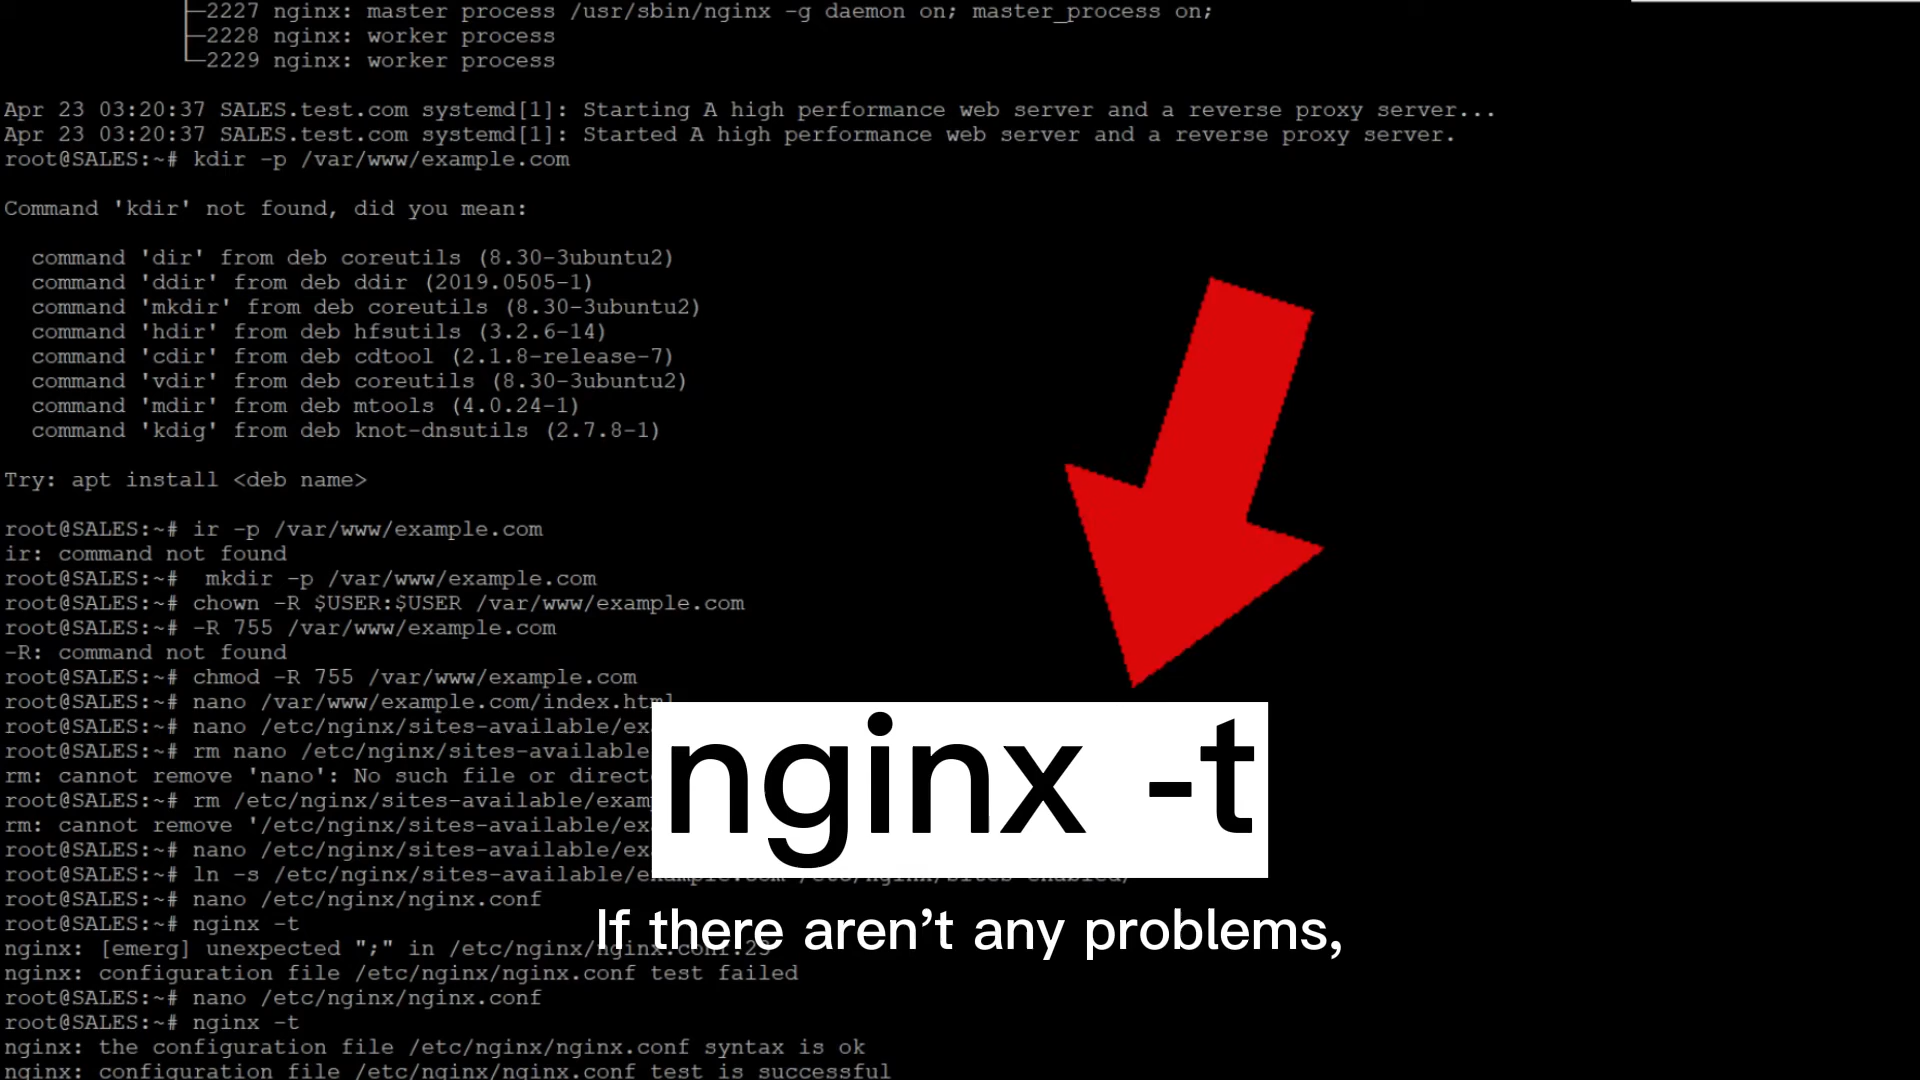 ├─2227 nginx: master process /usr/sbin/nginx -g daemon on; master_process on;
├─2228 nginx: worker process
└─2229 nginx: worker process
Apr 23 03:20:37 SALES.test.com systemd[1]: Starting A high performance web server and a reverse proxy server...
Apr 23 03:20:37 SALES.test.com systemd[1]: Started A high performance web server and a reverse proxy server.
root@SALES:~# kdir -p /var/www/example.com
Command 'kdir' not found, did you mean:
command 'dir' from deb coreutils (8.30-3ubuntu2)
command 'ddir' from deb ddir (2019.0505-1)
command 'mkdir' from deb coreutils (8.30-3ubuntu2)
command 'hdir' from deb hfsutils (3.2.6-14)
command 'cdir' from deb cdtool (2.1.8-release-7)
command 'vdir' from deb coreutils (8.30-3ubuntu2)
command 'mdir' from deb mtools (4.0.24-1)
command 'kdig' from deb knot-dnsutils (2.7.8-1)
Try: apt install <deb name>
root@SALES:~# ir -p /var/www/example.com
ir: command not found
root@SALES:~#  mkdir -p /var/www/example.com
root@SALES:~# chown -R $USER:$USER /var/www/example.com
root@SALES:~# -R 755 /var/www/example.com
-R: command not found
root@SALES:~# chmod -R 755 /var/www/example.com
root@SALES:~# nano /var/www/example.com/index.html
root@SALES:~# nano /etc/nginx/sites-available/ex
root@SALES:~# rm nano /etc/nginx/sites-available
rm: cannot remove 'nano': No such file or direct
root@SALES:~# rm /etc/nginx/sites-available/exam
rm: cannot remove '/etc/nginx/sites-available/ex
root@SALES:~# nano /etc/nginx/sites-available/ex
root@SALES:~# ln -s /etc/nginx/sites-available/example.com /etc/nginx/sites-enabled/
root@SALES:~# nano /etc/nginx/nginx.conf
root@SALES:~# nginx -t
nginx: [emerg] unexpected ";" in /etc/nginx/nginx.conf:
nginx: configuration file /etc/nginx/nginx.conf test failed
root@SALES:~# nano /etc/nginx/nginx.conf
root@SALES:~# nginx -t
nginx: the configuration file /etc/nginx/nginx.conf syntax is ok
nginx: configuration file /etc/nginx/nginx.conf test is successful
nginx -t
If there aren't any problems,